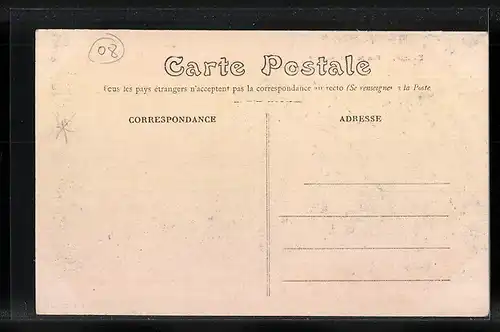 08
Carte Postale
Tous les pays étrangers n'acceptent pas la correspondance au recto (Se renseigner à la Poste
CORRESPONDANCE
ADRESSE